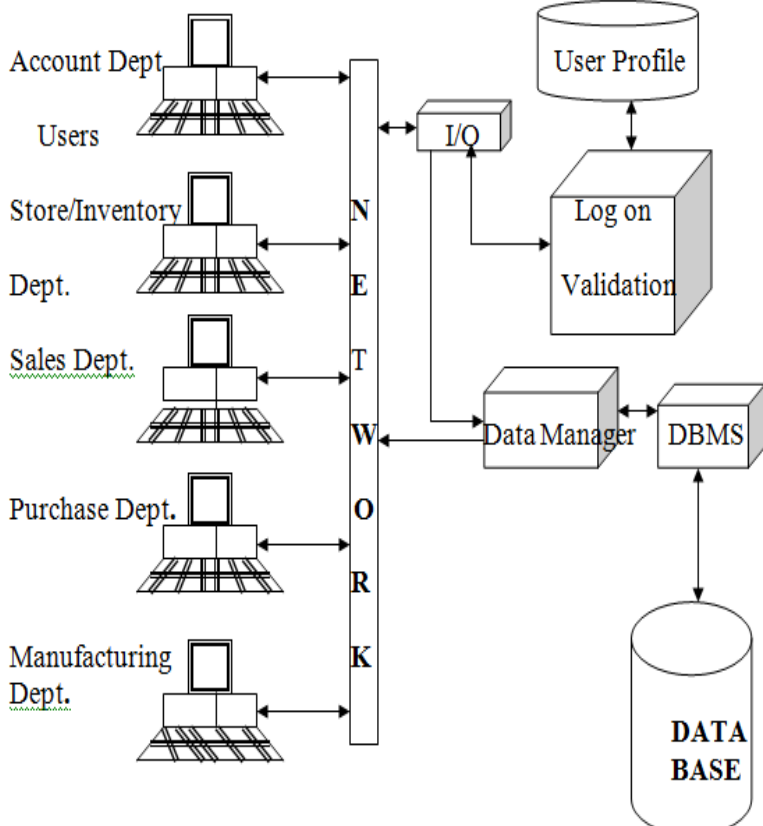 Account Dept
Users
Store/Inventory
Dept.
Sales Dept.
Purchase Dept.
Manufacturing
Dept.
N
E
T
W
O
R
K
I/O
User Profile
Log on
Validation
Data Manager
DBMS
DATA
BASE